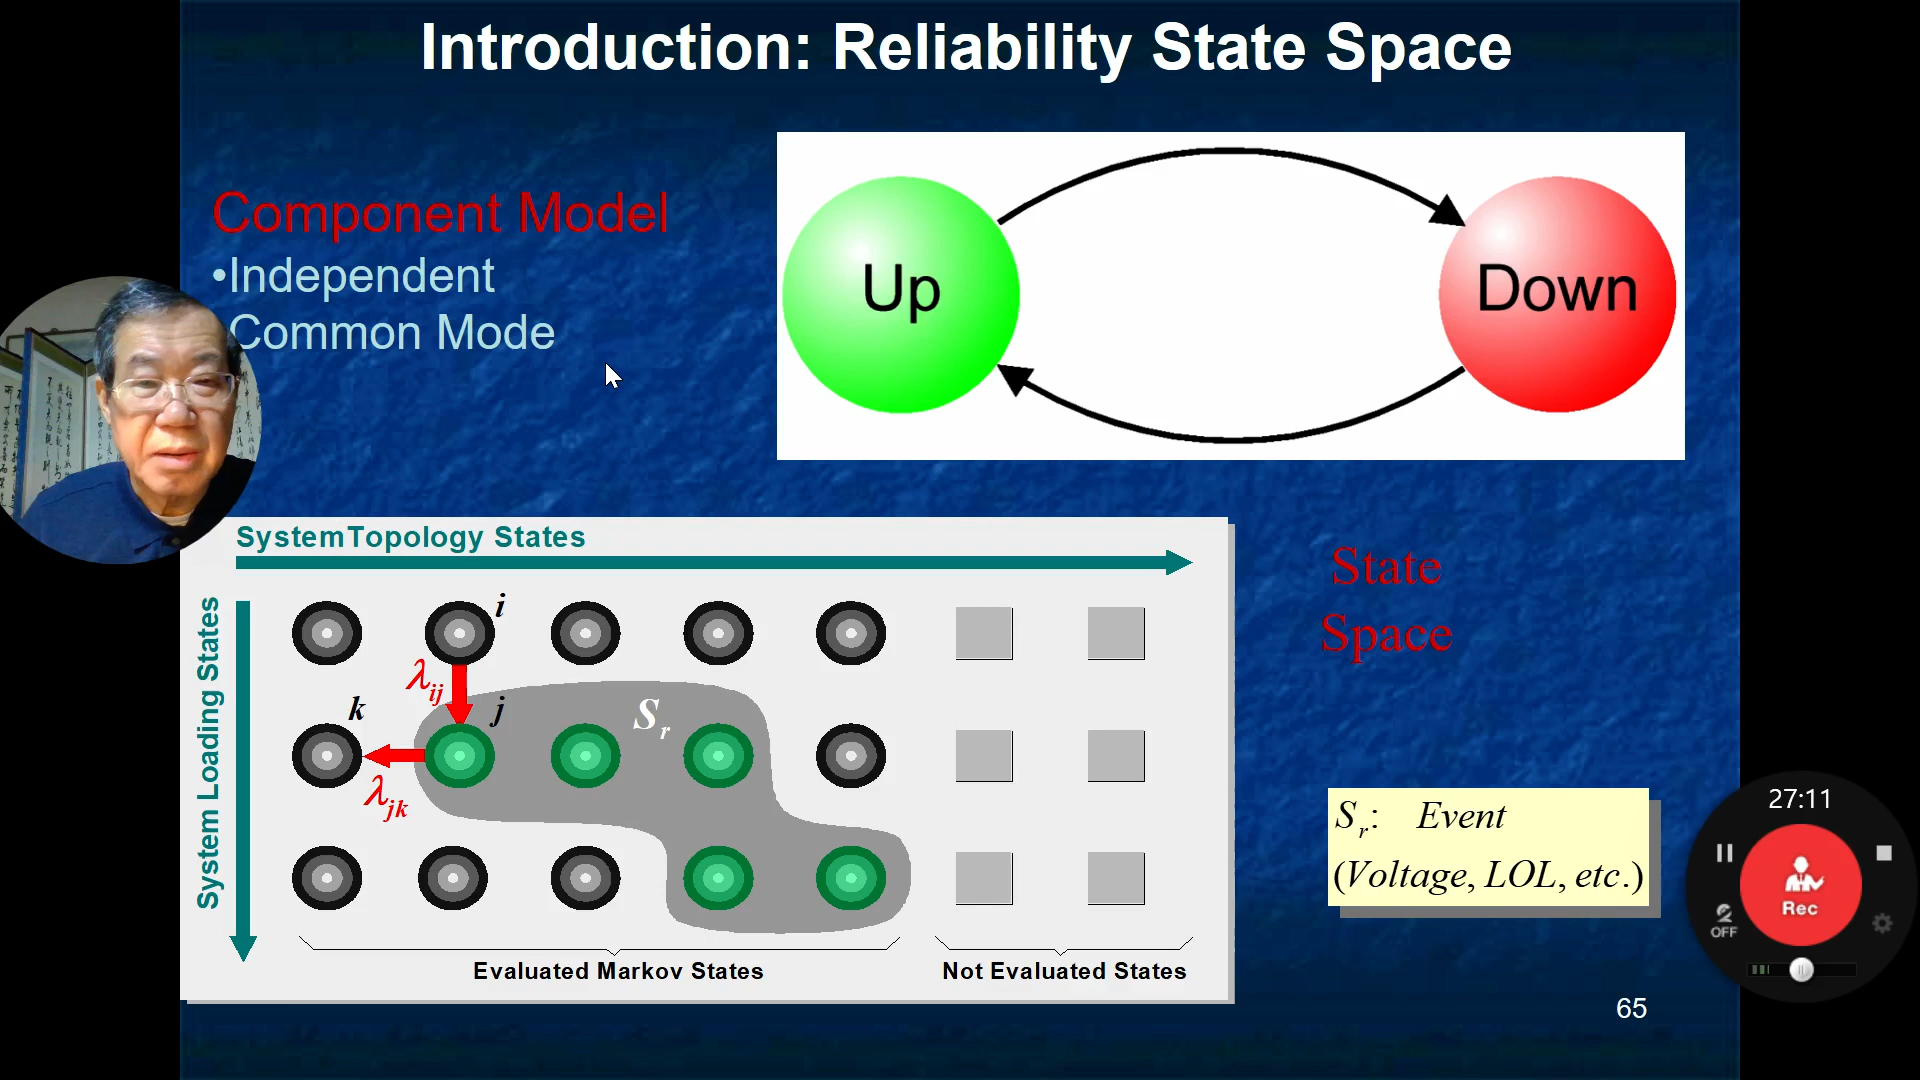 Introduction: Reliability State Space
Component Model
•Independent
Common Mode
Up
Down
SystemTopology States
System Loading States
i
λij
k
j
Sr
λjk
Evaluated Markov States
Not Evaluated States
State
Space
Sr: Event
(Voltage, LOL, etc.)
27:11
Rec
OFF
65